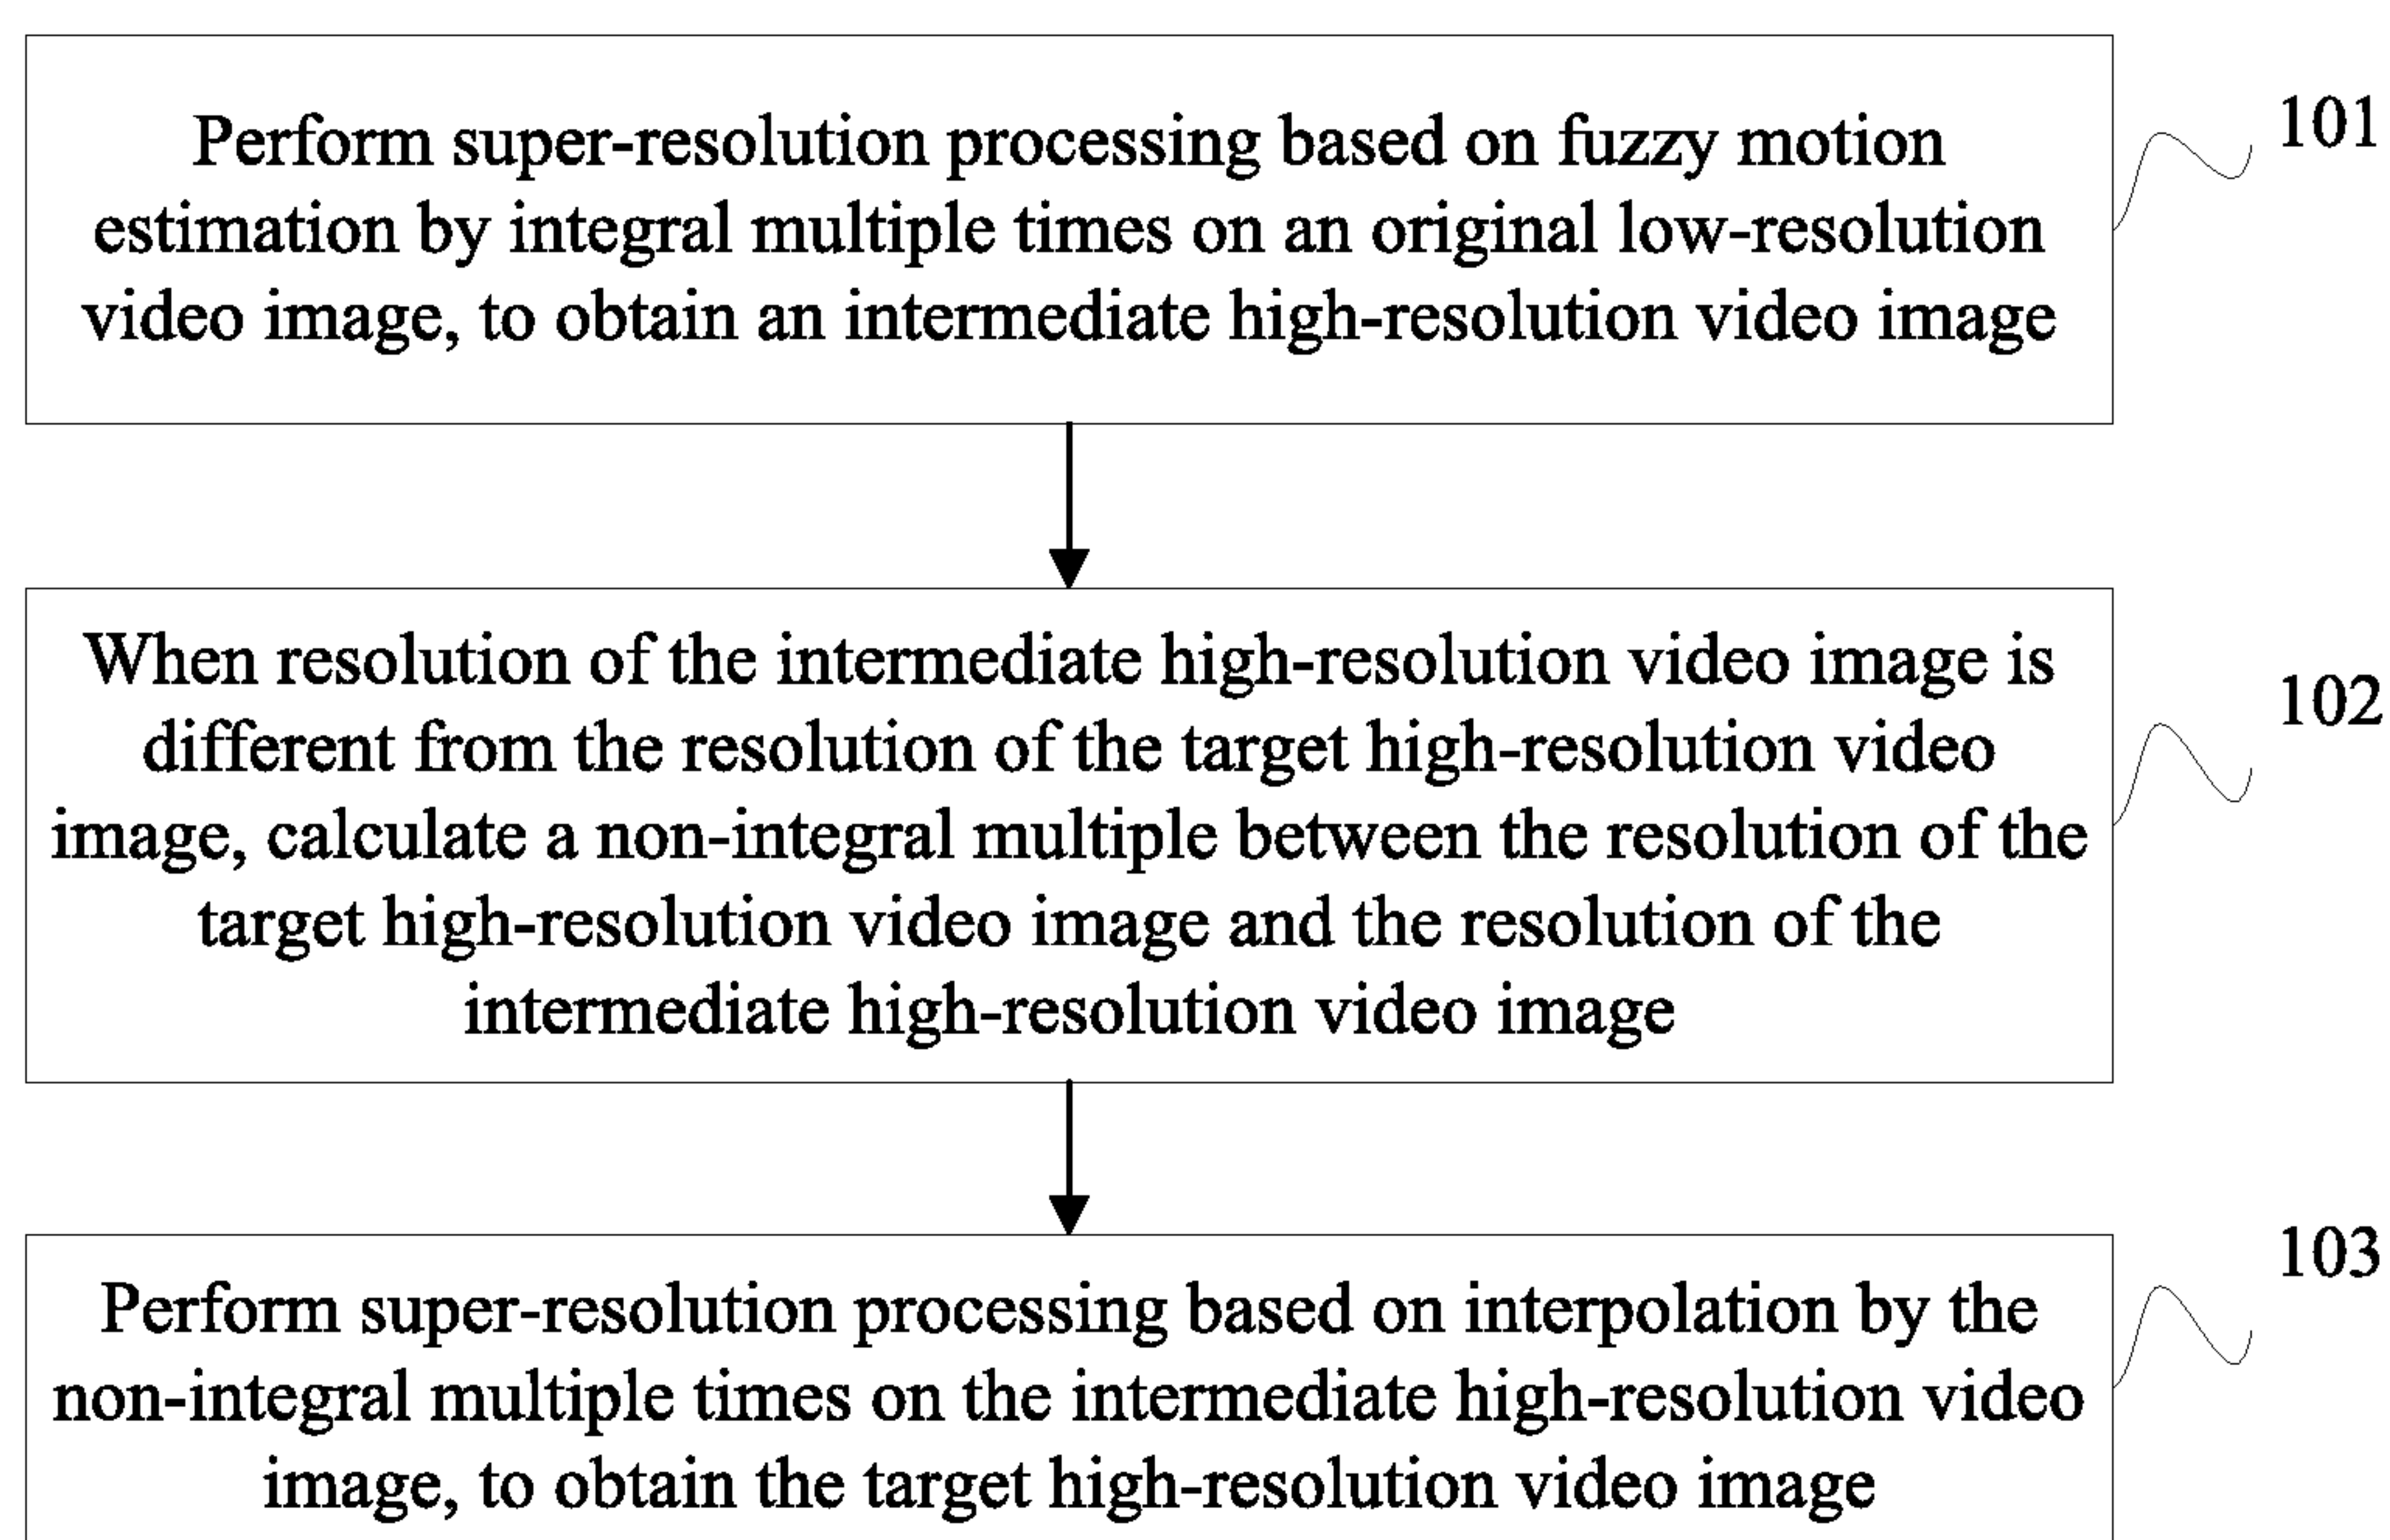 Perform super-resolution processing based on fuzzy motion
estimation by integral multiple times on an original low-resolution
video image, to obtain an intermediate high-resolution video image
101
When resolution of the intermediate high-resolution video image is
different from the resolution of the target high-resolution video
image, calculate a non-integral multiple between the resolution of the
target high-resolution video image and the resolution of the
intermediate high-resolution video image
102
Perform super-resolution processing based on interpolation by the
non-integral multiple times on the intermediate high-resolution video
image, to obtain the target high-resolution video image
103